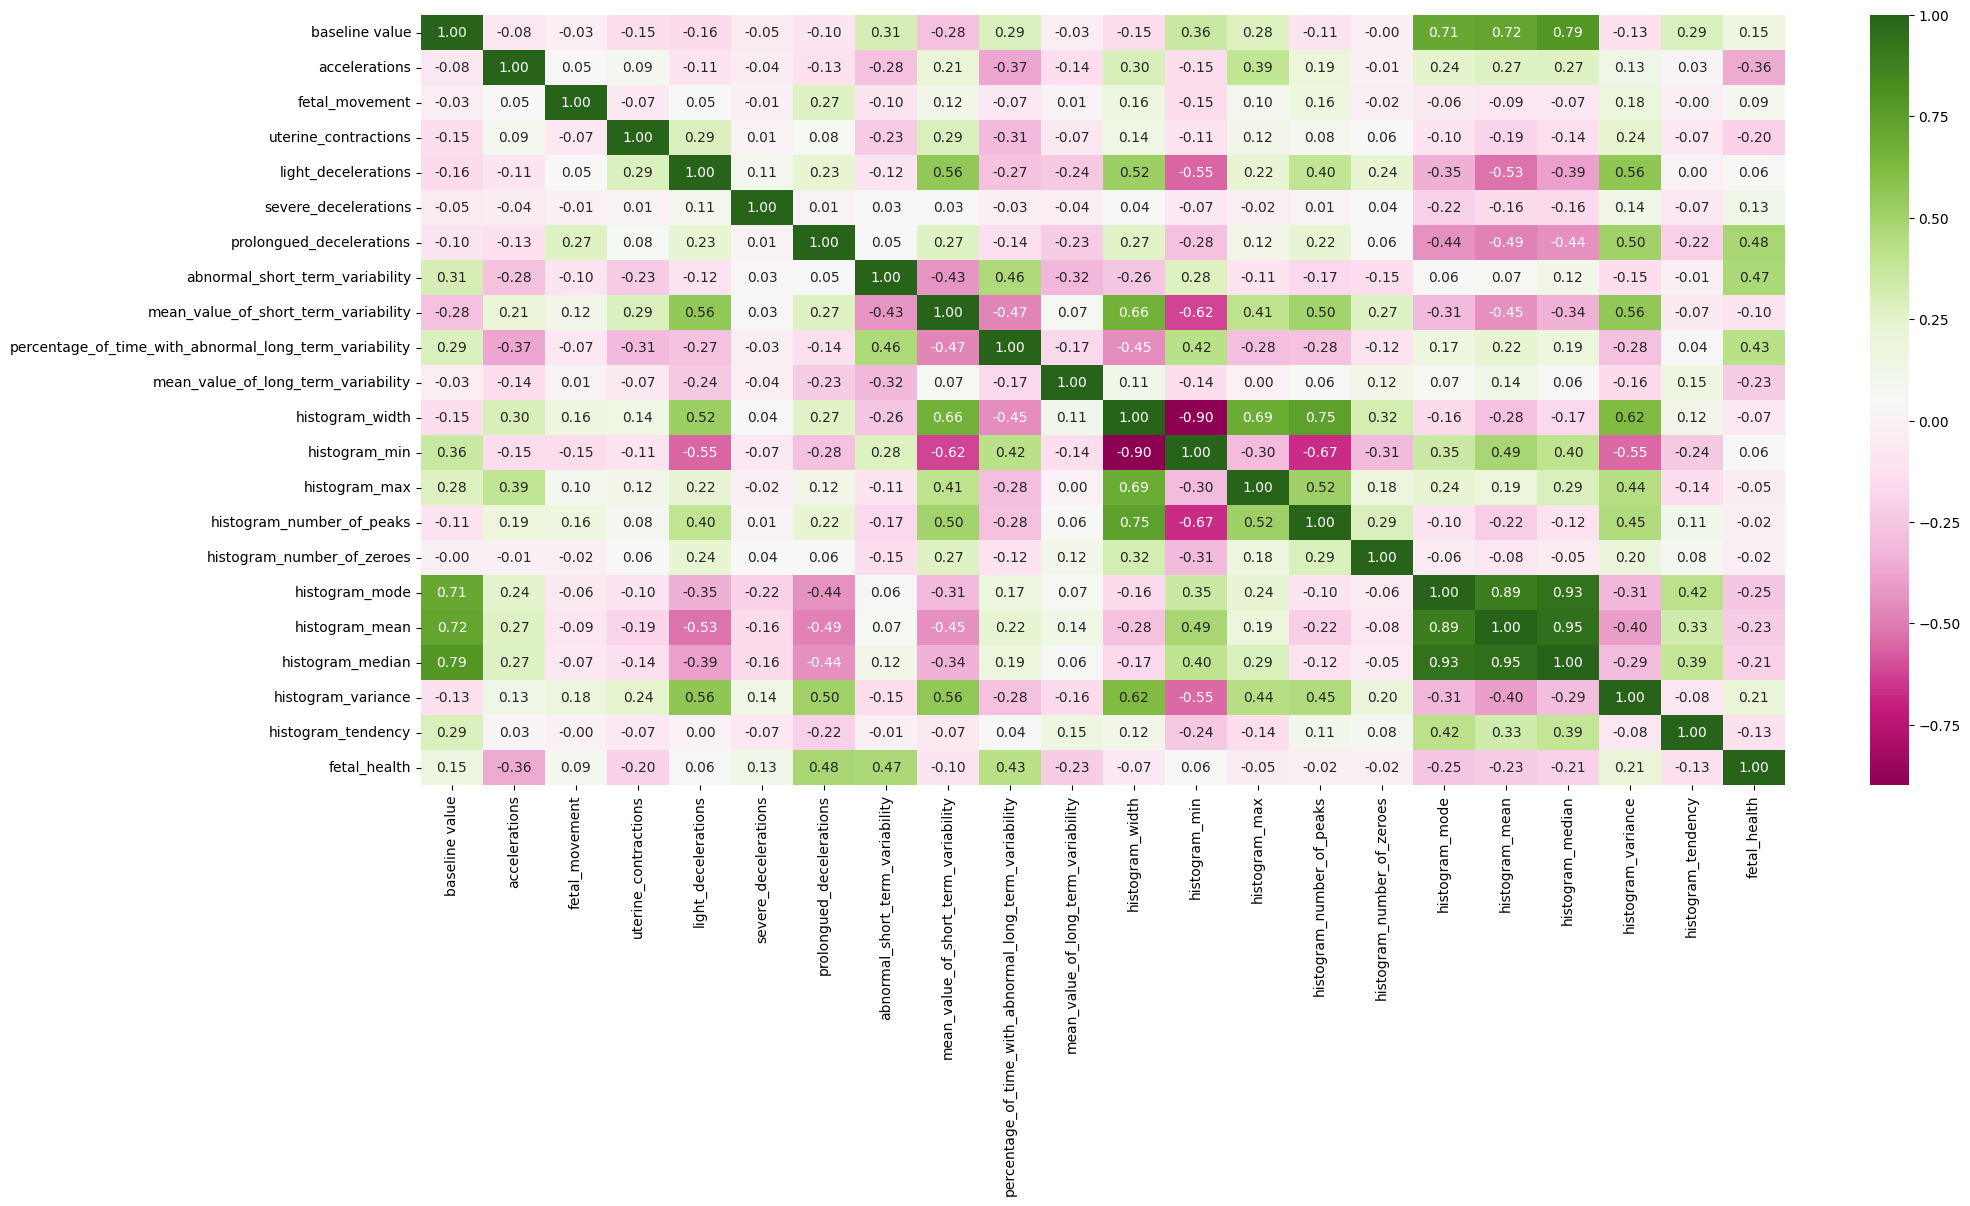 baseline value 1.00 -0.08 -0.03 -0.15 -0.16 -0.05 -0.10 0.31 -0.28 0.29 -0.03 -0.15 0.36 0.28 -0.11 -0.00 0.71 0.72 0.79 -0.13 0.29 0.15
accelerations -0.08 1.00 0.05 0.09 -0.11 -0.04 -0.13 -0.28 0.21 -0.37 -0.14 0.30 -0.15 0.39 0.19 -0.01 0.24 0.27 0.27 0.13 0.03 -0.36
fetal_movement -0.03 0.05 1.00 -0.07 0.05 -0.01 0.27 -0.10 0.12 -0.07 0.01 0.16 -0.15 0.10 0.16 -0.02 -0.06 -0.09 -0.07 0.18 -0.00 0.09
uterine_contractions -0.15 0.09 -0.07 1.00 0.29 0.01 0.08 -0.23 0.29 -0.31 -0.07 0.14 -0.11 0.12 0.08 0.06 -0.10 -0.19 -0.14 0.24 -0.07 -0.20
light_decelerations -0.16 -0.11 0.05 0.29 1.00 0.11 0.23 -0.12 0.56 -0.27 -0.24 0.52 -0.55 0.22 0.40 0.24 -0.35 -0.53 -0.39 0.56 0.00 0.06
severe_decelerations -0.05 -0.04 -0.01 0.01 0.11 1.00 0.01 0.03 0.03 -0.03 -0.04 0.04 -0.07 -0.02 0.01 0.04 -0.22 -0.16 -0.16 0.14 -0.07 0.13
prolongued_decelerations -0.10 -0.13 0.27 0.08 0.23 0.01 1.00 0.05 0.27 -0.14 -0.23 0.27 -0.28 0.12 0.22 0.06 -0.44 -0.49 -0.44 0.50 -0.22 0.48
abnormal_short_term_variability 0.31 -0.28 -0.10 -0.23 -0.12 0.03 0.05 1.00 -0.43 0.46 -0.32 -0.26 0.28 -0.11 -0.17 -0.15 0.06 0.07 0.12 -0.15 -0.01 0.47
mean_value_of_short_term_variability -0.28 0.21 0.12 0.29 0.56 0.03 0.27 -0.43 1.00 -0.47 0.07 0.66 -0.62 0.41 0.50 0.27 -0.31 -0.45 -0.34 0.56 -0.07 -0.10
percentage_of_time_with_abnormal_long_term_variability 0.29 -0.37 -0.07 -0.31 -0.27 -0.03 -0.14 0.46 -0.47 1.00 -0.17 -0.45 0.42 -0.28 -0.28 -0.12 0.17 0.22 0.19 -0.28 0.04 0.43
mean_value_of_long_term_variability -0.03 -0.14 0.01 -0.07 -0.24 -0.04 -0.23 -0.32 0.07 -0.17 1.00 0.11 -0.14 0.00 0.06 0.12 0.07 0.14 0.06 -0.16 0.15 -0.23
histogram_width -0.15 0.30 0.16 0.14 0.52 0.04 0.27 -0.26 0.66 -0.45 0.11 1.00 -0.90 0.69 0.75 0.32 -0.16 -0.28 -0.17 0.62 0.12 -0.07
histogram_min 0.36 -0.15 -0.15 -0.11 -0.55 -0.07 -0.28 0.28 -0.62 0.42 -0.14 -0.90 1.00 -0.30 -0.67 -0.31 0.35 0.49 0.40 -0.55 -0.24 0.06
histogram_max 0.28 0.39 0.10 0.12 0.22 -0.02 0.12 -0.11 0.41 -0.28 0.00 0.69 -0.30 1.00 0.52 0.18 0.24 0.19 0.29 0.44 -0.14 -0.05
histogram_number_of_peaks -0.11 0.19 0.16 0.08 0.40 0.01 0.22 -0.17 0.50 -0.28 0.06 0.75 -0.67 0.52 1.00 0.29 -0.10 -0.22 -0.12 0.45 0.11 -0.02
histogram_number_of_zeroes -0.00 -0.01 -0.02 0.06 0.24 0.04 0.06 -0.15 0.27 -0.12 0.12 0.32 -0.31 0.18 0.29 1.00 -0.06 -0.08 -0.05 0.20 0.08 -0.02
histogram_mode 0.71 0.24 -0.06 -0.10 -0.35 -0.22 -0.44 0.06 -0.31 0.17 0.07 -0.16 0.35 0.24 -0.10 -0.06 1.00 0.89 0.93 -0.31 0.42 -0.25
histogram_mean 0.72 0.27 -0.09 -0.19 -0.53 -0.16 -0.49 0.07 -0.45 0.22 0.14 -0.28 0.49 0.19 -0.22 -0.08 0.89 1.00 0.95 -0.40 0.33 -0.23
histogram_median 0.79 0.27 -0.07 -0.14 -0.39 -0.16 -0.44 0.12 -0.34 0.19 0.06 -0.17 0.40 0.29 -0.12 -0.05 0.93 0.95 1.00 -0.29 0.39 -0.21
histogram_variance -0.13 0.13 0.18 0.24 0.56 0.14 0.50 -0.15 0.56 -0.28 -0.16 0.62 -0.55 0.44 0.45 0.20 -0.31 -0.40 -0.29 1.00 -0.08 0.21
histogram_tendency 0.29 0.03 -0.00 -0.07 0.00 -0.07 -0.22 -0.01 -0.07 0.04 0.15 0.12 -0.24 -0.14 0.11 0.08 0.42 0.33 0.39 -0.08 1.00 -0.13
fetal_health 0.15 -0.36 0.09 -0.20 0.06 0.13 0.48 0.47 -0.10 0.43 -0.23 -0.07 0.06 -0.05 -0.02 -0.02 -0.25 -0.23 -0.21 0.21 -0.13 1.00
baseline value
accelerations
fetal_movement
uterine_contractions
light_decelerations
severe_decelerations
prolongued_decelerations
abnormal_short_term_variability
mean_value_of_short_term_variability
percentage_of_time_with_abnormal_long_term_variability
mean_value_of_long_term_variability
histogram_width
histogram_min
histogram_max
histogram_number_of_peaks
histogram_number_of_zeroes
histogram_mode
histogram_mean
histogram_median
histogram_variance
histogram_tendency
fetal_health
1.00
0.75
0.50
0.25
0.00
−0.25
−0.50
−0.75